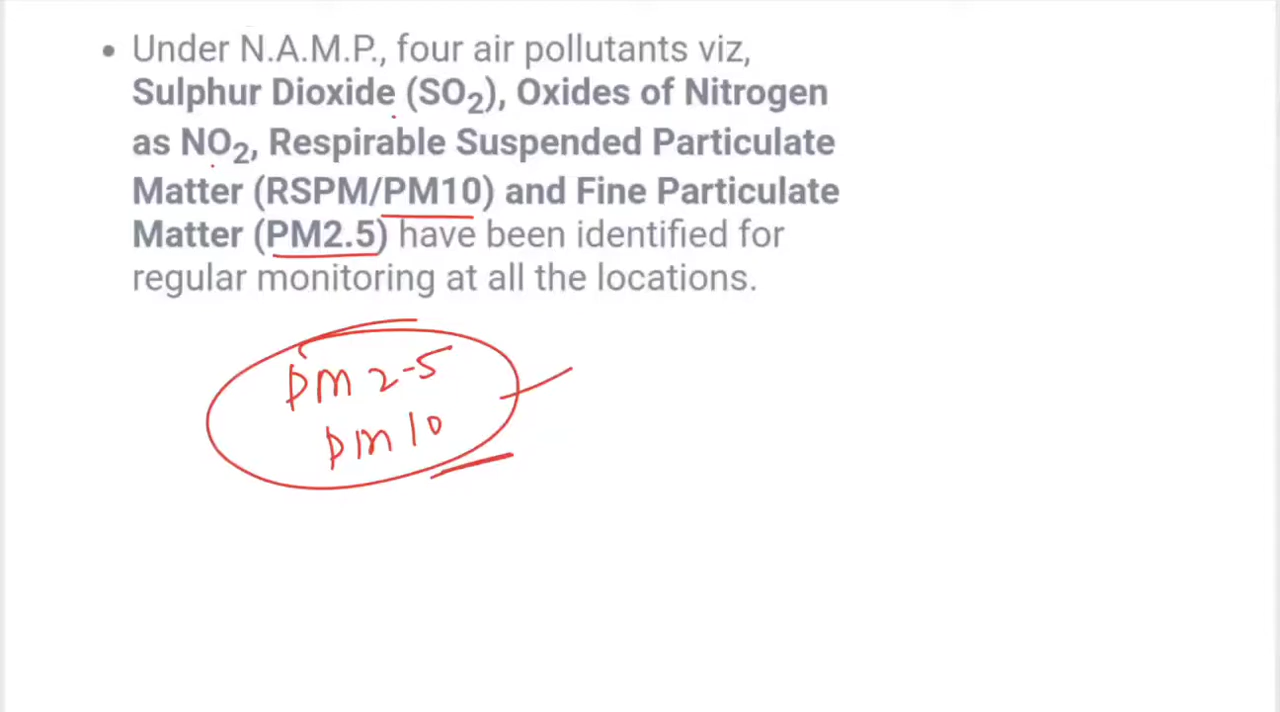 • Under N.A.M.P., four air pollutants viz,
Sulphur Dioxide (SO₂), Oxides of Nitrogen
as NO₂, Respirable Suspended Particulate
Matter (RSPM/PM10) and Fine Particulate
Matter (PM2.5) have been identified for
regular monitoring at all the locations.
PM 2-5
PM 10